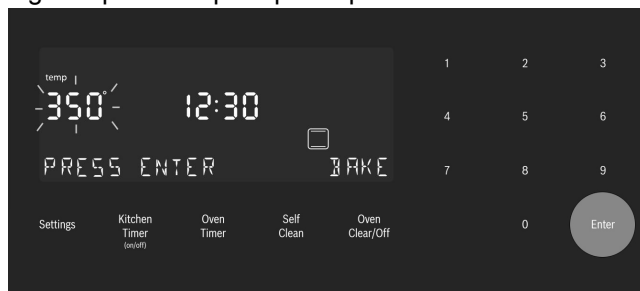 temp
350° 12:30
PRESS ENTER BAKE
Settings
Kitchen Timer (on/off)
Oven Timer
Self Clean
Oven Clear/Off
1 2 3
4 5 6
7 8 9
0 Enter